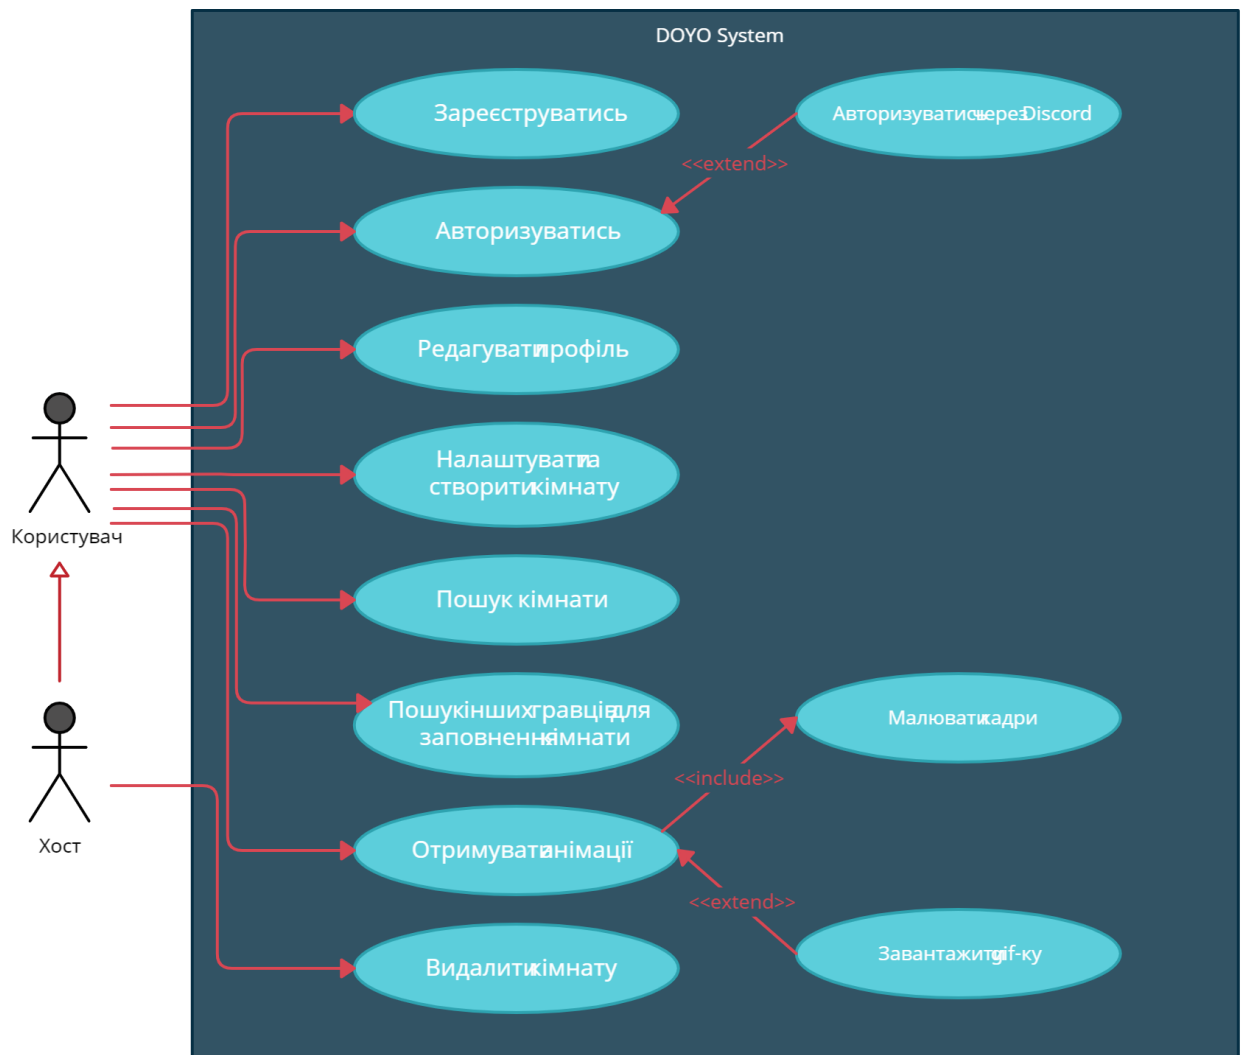 DOYO System
Зареєструватись
Авторизуватись через Discord
<<extend>>
Авторизуватись
Редагувати профіль
Налаштувати та
створити кімнату
Користувач
Пошук кімнати
Пошук інших гравців для
заповнення кімнати
Малювати кадри
<<include>>
Хост
Отримувати анімації
<<extend>>
Завантажити gif-ку
Видалити кімнату